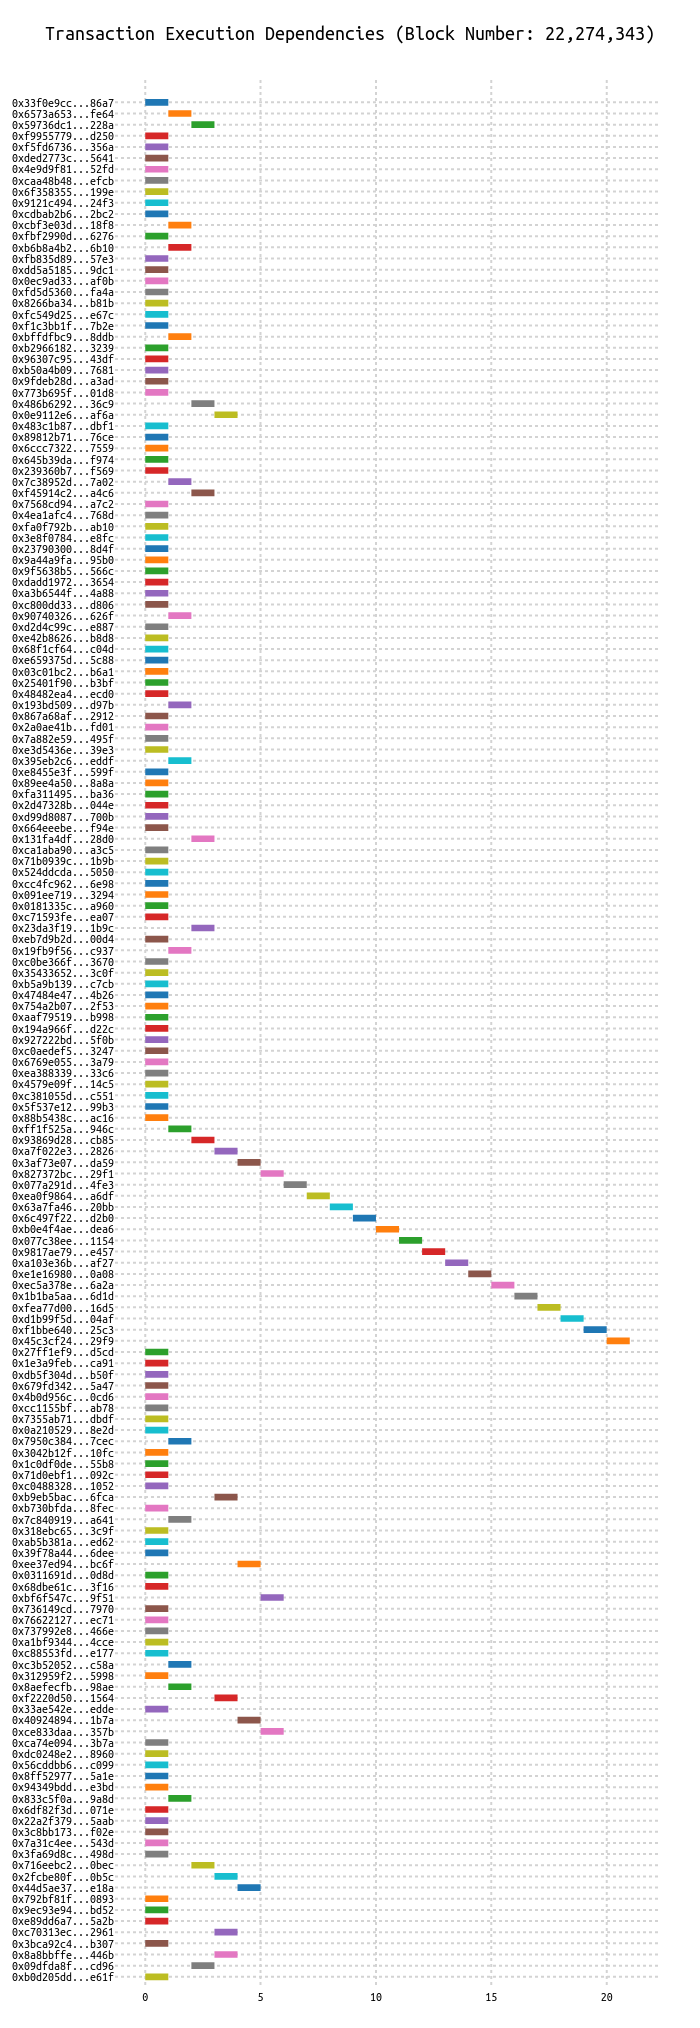 Transaction Execution Dependencies (Block Number: 22,274,343)
0x33f0e9cc...86a7
0x6573a653...fe64
0x59736dc1...228a
0xf9955779...d250
0xf5fd6736...356a
0xded2773c...5641
0x4e9d9f81...52fd
0xcaa48b48...efcb
0x6f358355...199e
0x9121c494...24f3
0xcdbab2b6...2bc2
0xcbf3e03d...18f8
0xfbf2990d...6276
0xb6b8a4b2...6b10
0xfb835d89...57e3
0xdd5a5185...9dc1
0x0ec9ad33...af0b
0xfd5d5360...fa4a
0x8266ba34...b81b
0xfc549d25...e67c
0xf1c3bb1f...7b2e
0xbffdfbc9...8ddb
0xb2966182...3239
0x96307c95...43df
0xb50a4b09...7681
0x9fdeb28d...a3ad
0x773b695f...01d8
0x486b6292...36c9
0x0e9112e6...af6a
0x483c1b87...dbf1
0x89812b71...76ce
0x6ccc7322...7559
0x645b39da...f974
0x239360b7...f569
0x7c38952d...7a02
0xf45914c2...a4c6
0x7568cd94...a7c2
0x4ea1afc4...768d
0xfa0f792b...ab10
0x3e8f0784...e8fc
0x23790300...8d4f
0x9a44a9fa...95b0
0x9f5638b5...566c
0xdadd1972...3654
0xa3b6544f...4a88
0xc800dd33...d806
0x90740326...626f
0xd2d4c99c...e887
0xe42b8626...b8d8
0x68f1cf64...c04d
0xe659375d...5c88
0x03c01bc2...b6a1
0x25401f90...b3bf
0x48482ea4...ecd0
0x193bd509...d97b
0x867a68af...2912
0x2a0ae41b...fd01
0x7a882e59...495f
0xe3d5436e...39e3
0x395eb2c6...eddf
0xe8455e3f...599f
0x89ee4a50...8a8a
0xfa311495...ba36
0x2d47328b...044e
0xd99d8087...700b
0x664eeebe...f94e
0x131fa4df...28d0
0xca1aba90...a3c5
0x71b0939c...1b9b
0x524ddcda...5050
0xcc4fc962...6e98
0x091ee719...3294
0x0181335c...a960
0xc71593fe...ea07
0x23da3f19...1b9c
0xeb7d9b2d...00d4
0x19fb9f56...c937
0xc0be366f...3670
0x35433652...3c0f
0xb5a9b139...c7cb
0x47484e47...4b26
0x754a2b07...2f53
0xaaf79519...b998
0x194a966f...d22c
0x927222bd...5f0b
0xc0aedef5...3247
0x6769e055...3a79
0xea388339...33c6
0x4579e09f...14c5
0xc381055d...c551
0x5f537e12...99b3
0x88b5438c...ac16
0xff1f525a...946c
0x93869d28...cb85
0xa7f022e3...2826
0x3af73e07...da59
0x827372bc...29f1
0x077a291d...4fe3
0xea0f9864...a6df
0x63a7fa46...20bb
0x6c497f22...d2b0
0xb0e4f4ae...dea6
0x077c38ee...1154
0x9817ae79...e457
0xa103e36b...af27
0xe1e16980...0a08
0xec5a378e...6a2a
0x1b1ba5aa...6d1d
0xfea77d00...16d5
0xd1b99f5d...04af
0xf1bbe640...25c3
0x45c3cf24...29f9
0x27ff1ef9...d5cd
0x1e3a9feb...ca91
0xdb5f304d...b50f
0x679fd342...5a47
0x4b0d956c...0cd6
0xcc1155bf...ab78
0x7355ab71...dbdf
0x0a210529...8e2d
0x7950c384...7cec
0x3042b12f...10fc
0x1c0df0de...55b8
0x71d0ebf1...092c
0xc0488328...1052
0xb9eb5bac...6fca
0xb730bfda...8fec
0x7c840919...a641
0x318ebc65...3c9f
0xab5b381a...ed62
0x39f78a44...6dee
0xee37ed94...bc6f
0x0311691d...0d8d
0x68dbe61c...3f16
0xbf6f547c...9f51
0x736149cd...7970
0x76622127...ec71
0x737992e8...466e
0xa1bf9344...4cce
0xc88553fd...e177
0xc3b52052...c58a
0x312959f2...5998
0x8aefecfb...98ae
0xf2220d50...1564
0x33ae542e...edde
0x40924894...1b7a
0xce833daa...357b
0xca74e094...3b7a
0xdc0248e2...8960
0x56cddbb6...c099
0x8ff52977...5a1e
0x94349bdd...e3bd
0x833c5f0a...9a8d
0x6df82f3d...071e
0x22a2f379...5aab
0x3c8bb173...f02e
0x7a31c4ee...543d
0x3fa69d8c...498d
0x716eebc2...0bec
0x2fcbe80f...0b5c
0x44d5ae37...e18a
0x792bf81f...0893
0x9ec93e94...bd52
0xe89dd6a7...5a2b
0xc70313ec...2961
0x3bca92c4...b307
0x8a8bbffe...446b
0x09dfda8f...cd96
0xb0d205dd...e61f
0 5 10 15 20